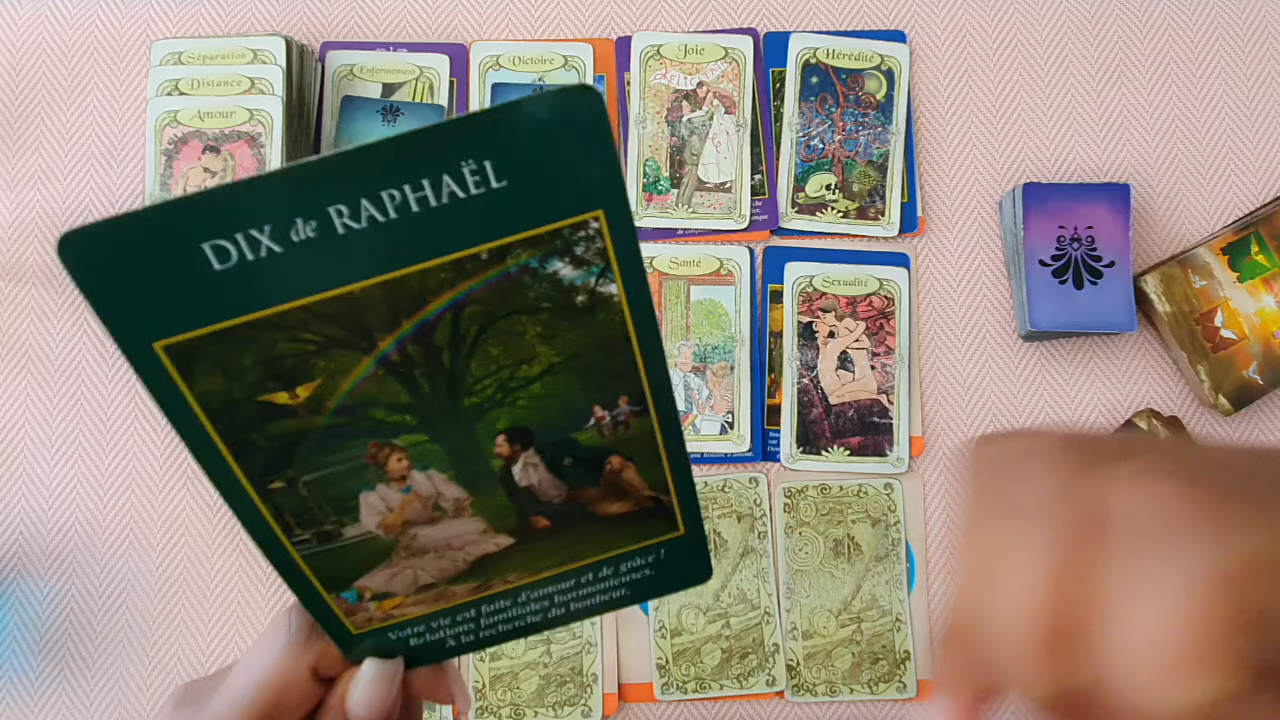 Séparation
Distance
Amour
Enfermement
Victoire
Joie
Hérédité
Santé
Sexualité
DIX de RAPHAËL
Votre vie est faite d'amour et de grâce !
Relations familiales harmonieuses.
À la recherche du bonheur.